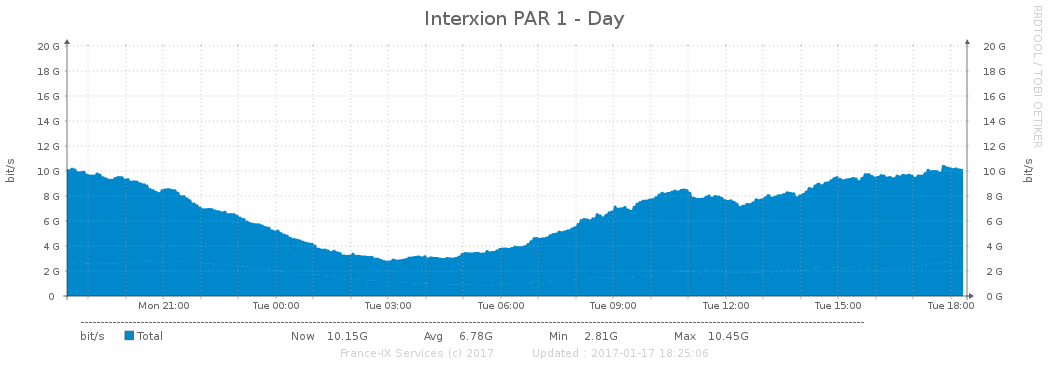 Interxion PAR 1 - Day
RRDTOOL / TOBI OETIKER
bit/s
20 G 20 G
18 G 18 G
16 G 16 G
14 G 14 G
12 G 12 G
10 G 10 G
8 G 8 G
6 G 6 G
4 G 4 G
2 G 2 G
0 0 G
bit/s
Mon 21:00 Tue 00:00 Tue 03:00 Tue 06:00 Tue 09:00 Tue 12:00 Tue 15:00 Tue 18:00
bit/s Total Now 10.15G Avg 6.78G Min 2.81G Max 10.45G
France-IX Services (c) 2017 Updated : 2017-01-17 18:25:06